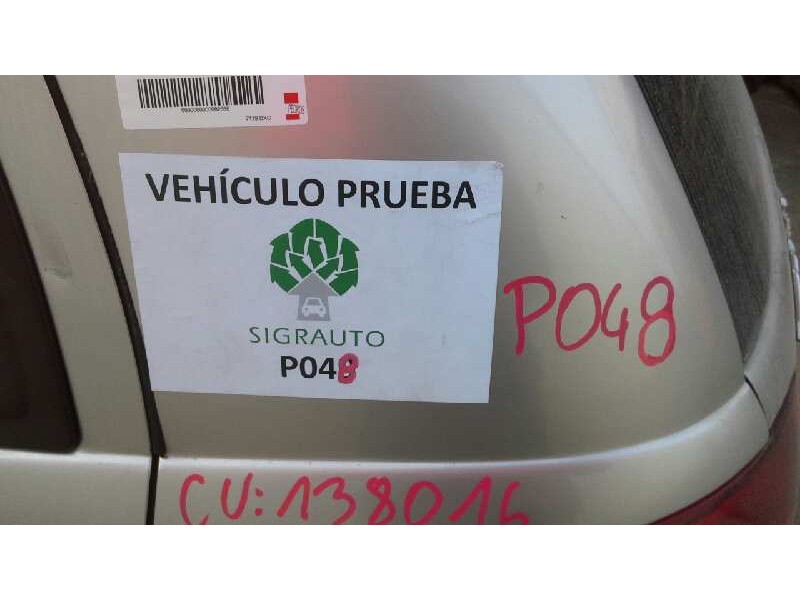 VEHÍCULO PRUEBA
SIGRAUTO
P048
P048
CU:138016